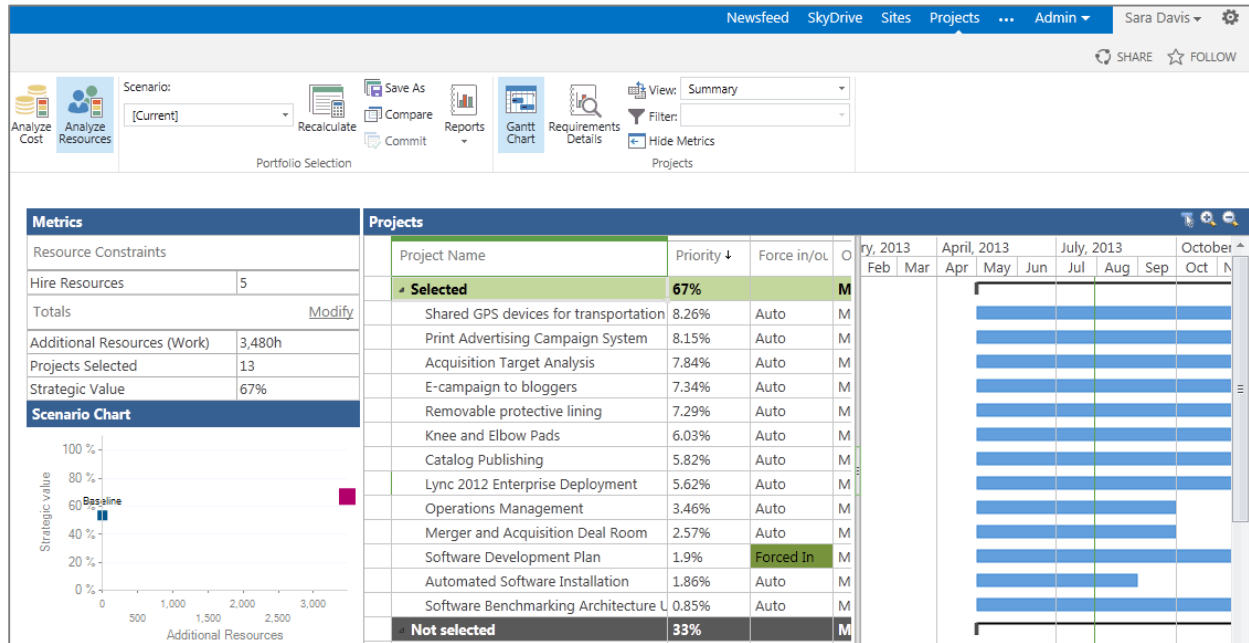 Newsfeed SkyDrive Sites Projects ... Admin Sara Davis
SHARE FOLLOW
Analyze Cost
Analyze Resources
Scenario:
[Current]
Recalculate
Save As
Compare
Commit
Reports
Portfolio Selection
Gantt Chart
Requirements Details
View: Summary
Filter:
Hide Metrics
Projects
Metrics
Resource Constraints
Hire Resources 5
Totals Modify
Additional Resources (Work) 3,480h
Projects Selected 13
Strategic Value 67%
Scenario Chart
100 %
80 %
60 %
40 %
20 %
0 %
Strategic value
Baseline
0 500 1,000 1,500 2,000 2,500 3,000
Additional Resources
Projects
Project Name Priority Force in/ou O
ry, 2013 April, 2013 July, 2013 October
Feb Mar Apr May Jun Jul Aug Sep Oct N
Selected 67% M
Shared GPS devices for transportation 8.26% Auto M
Print Advertising Campaign System 8.15% Auto M
Acquisition Target Analysis 7.84% Auto M
E-campaign to bloggers 7.34% Auto M
Removable protective lining 7.29% Auto M
Knee and Elbow Pads 6.03% Auto M
Catalog Publishing 5.82% Auto M
Lync 2012 Enterprise Deployment 5.62% Auto M
Operations Management 3.46% Auto M
Merger and Acquisition Deal Room 2.57% Auto M
Software Development Plan 1.9% Forced In M
Automated Software Installation 1.86% Auto M
Software Benchmarking Architecture U 0.85% Auto M
Not selected 33% M